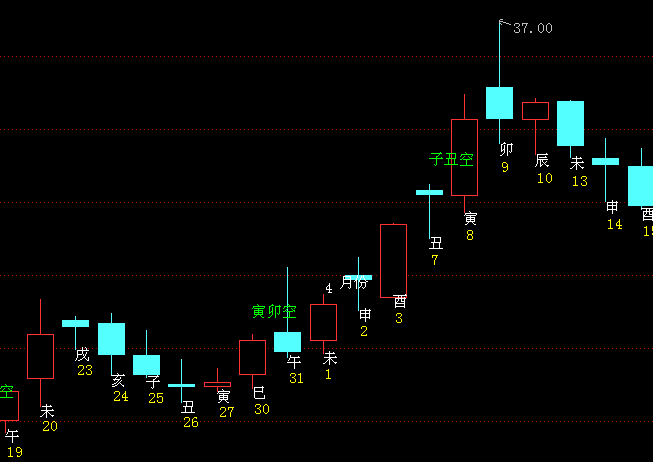 37.00
卯
9
辰
10
未
13
子丑空
申
14
酉
15
寅
8
丑
7
4 月份
酉
3
申
2
寅卯空
午
31
未
1
戌
23
亥
24
子
25
丑
26
寅
27
巳
30
空
未
20
午
19